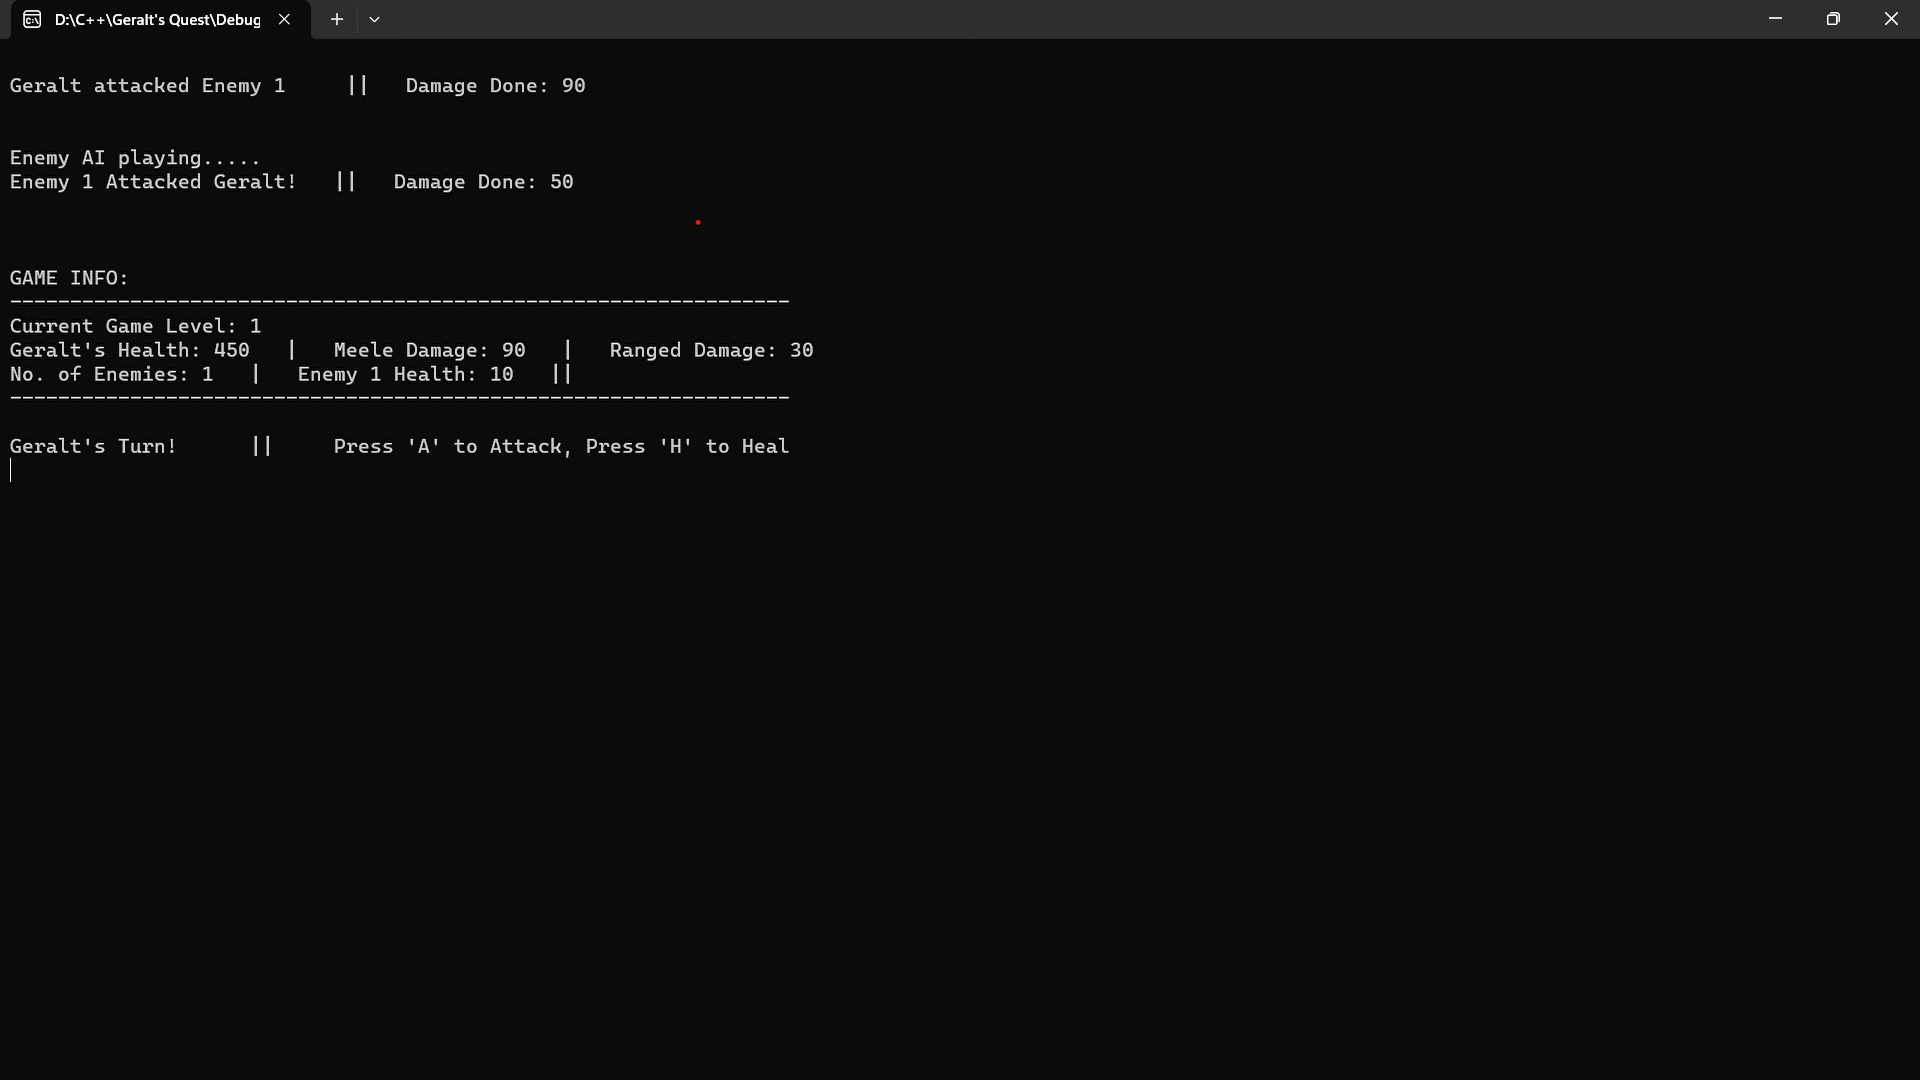 D:\C++\Geralt's Quest\Debug
Geralt attacked Enemy 1 || Damage Done: 90
Enemy AI playing.....
Enemy 1 Attacked Geralt! || Damage Done: 50
GAME INFO:
-----------------------------------------------------------------
Current Game Level: 1
Geralt's Health: 450 | Meele Damage: 90 | Ranged Damage: 30
No. of Enemies: 1 | Enemy 1 Health: 10 ||
-----------------------------------------------------------------
Geralt's Turn! || Press 'A' to Attack, Press 'H' to Heal